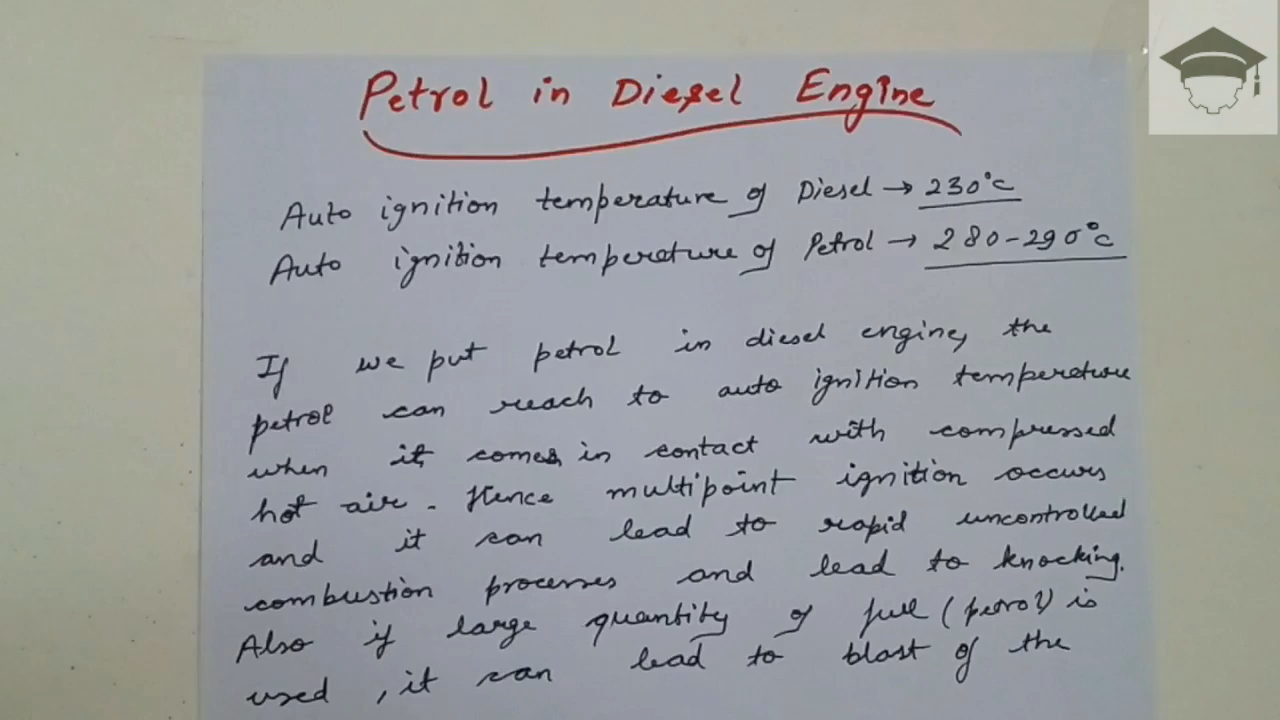 Petrol in Diesel Engine
Auto ignition temperature of Diesel → 230°C
Auto ignition temperature of Petrol → 280-290°C
If we put petrol in diesel engine, the
petrol can reach to auto ignition temperature
when it comes in contact with compressed
hot air. Hence multipoint ignition occurs
and it can lead to rapid uncontrolled
combustion processes and lead to knocking.
Also if large quantity of fuel (petrol) is
used, it can lead to blast of the